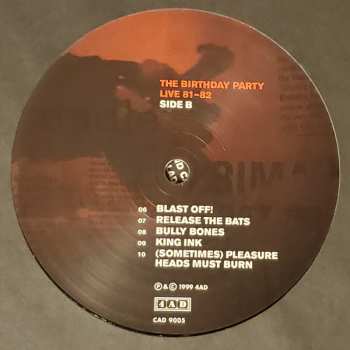 THE BIRTHDAY PARTY
LIVE 81–82
SIDE B
06 BLAST OFF!
07 RELEASE THE BATS
08 BULLY BONES
09 KING INK
10 (SOMETIMES) PLEASURE
HEADS MUST BURN
℗ & © 1999 4AD
4AD
CAD 9005